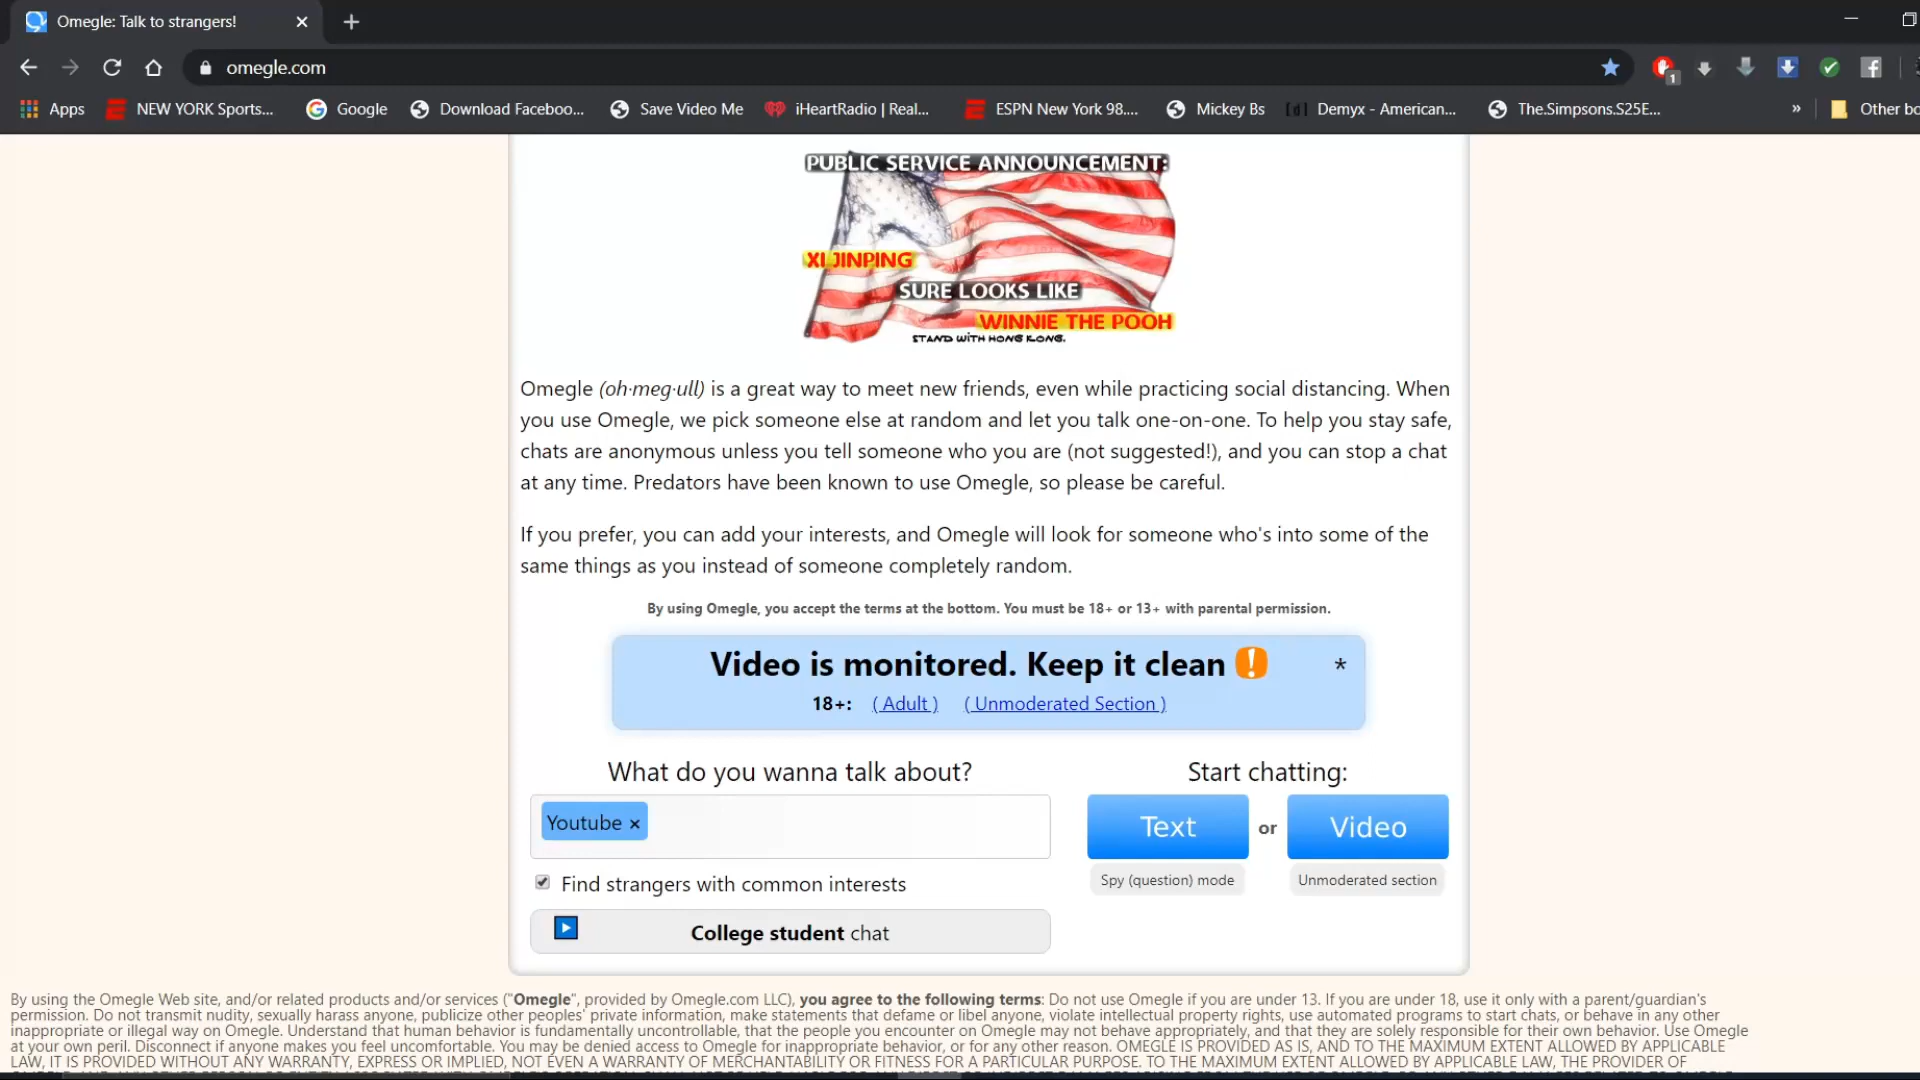 Omegle: Talk to strangers!
omegle.com
1
Apps NEW YORK Sports... Google Download Faceboo... Save Video Me iHeartRadio | Real... ESPN New York 98.... Mickey Bs [d] Demyx - American... The.Simpsons.S25E... » Other bo
PUBLIC SERVICE ANNOUNCEMENT:
XI JINPING
SURE LOOKS LIKE
WINNIE THE POOH
STAND WITH HONG KONG.
Omegle (oh·meg·ull) is a great way to meet new friends, even while practicing social distancing. When
you use Omegle, we pick someone else at random and let you talk one-on-one. To help you stay safe,
chats are anonymous unless you tell someone who you are (not suggested!), and you can stop a chat
at any time. Predators have been known to use Omegle, so please be careful.
If you prefer, you can add your interests, and Omegle will look for someone who's into some of the
same things as you instead of someone completely random.
By using Omegle, you accept the terms at the bottom. You must be 18+ or 13+ with parental permission.
Video is monitored. Keep it clean ! *
18+: ( Adult ) ( Unmoderated Section )
What do you wanna talk about?
Youtube ×
Find strangers with common interests
College student chat
Start chatting:
Text or Video
Spy (question) mode Unmoderated section
By using the Omegle Web site, and/or related products and/or services ("Omegle", provided by Omegle.com LLC), you agree to the following terms: Do not use Omegle if you are under 13. If you are under 18, use it only with a parent/guardian's
permission. Do not transmit nudity, sexually harass anyone, publicize other peoples' private information, make statements that defame or libel anyone, violate intellectual property rights, use automated programs to start chats, or behave in any other
inappropriate or illegal way on Omegle. Understand that human behavior is fundamentally uncontrollable, that the people you encounter on Omegle may not behave appropriately, and that they are solely responsible for their own behavior. Use Omegle
at your own peril. Disconnect if anyone makes you feel uncomfortable. You may be denied access to Omegle for inappropriate behavior, or for any other reason. OMEGLE IS PROVIDED AS IS, AND TO THE MAXIMUM EXTENT ALLOWED BY APPLICABLE
LAW, IT IS PROVIDED WITHOUT ANY WARRANTY, EXPRESS OR IMPLIED, NOT EVEN A WARRANTY OF MERCHANTABILITY OR FITNESS FOR A PARTICULAR PURPOSE. TO THE MAXIMUM EXTENT ALLOWED BY APPLICABLE LAW, THE PROVIDER OF